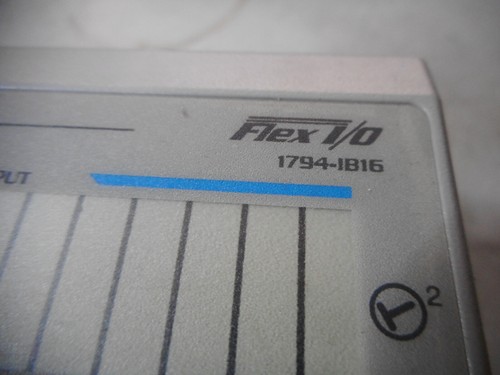 Flex I/O
1794-IB16
PUT
2